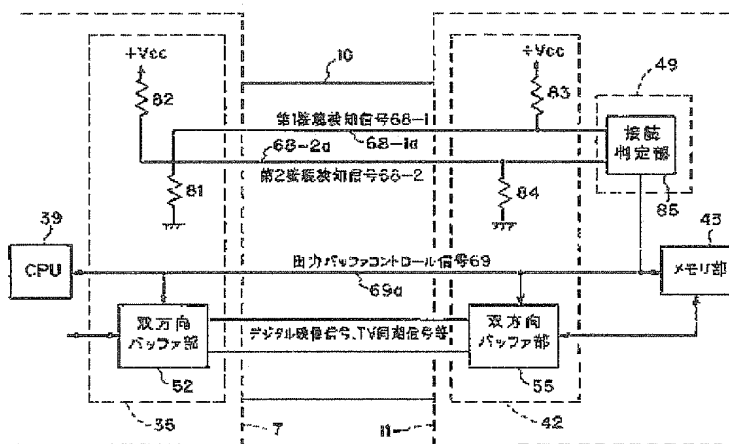 +Vcc
82
10
+Vcc
83
49
第1接続検知信号68-1
68-1a
68-2a
第2接続検知信号68-2
接続
判定部
81
84
85
39
CPU
出力バッファコントロール信号69
69a
43
メモリ部
双方向
バッファ部
デジタル映像信号、TV同期信号等
双方向
バッファ部
52
55
36
7
11
42